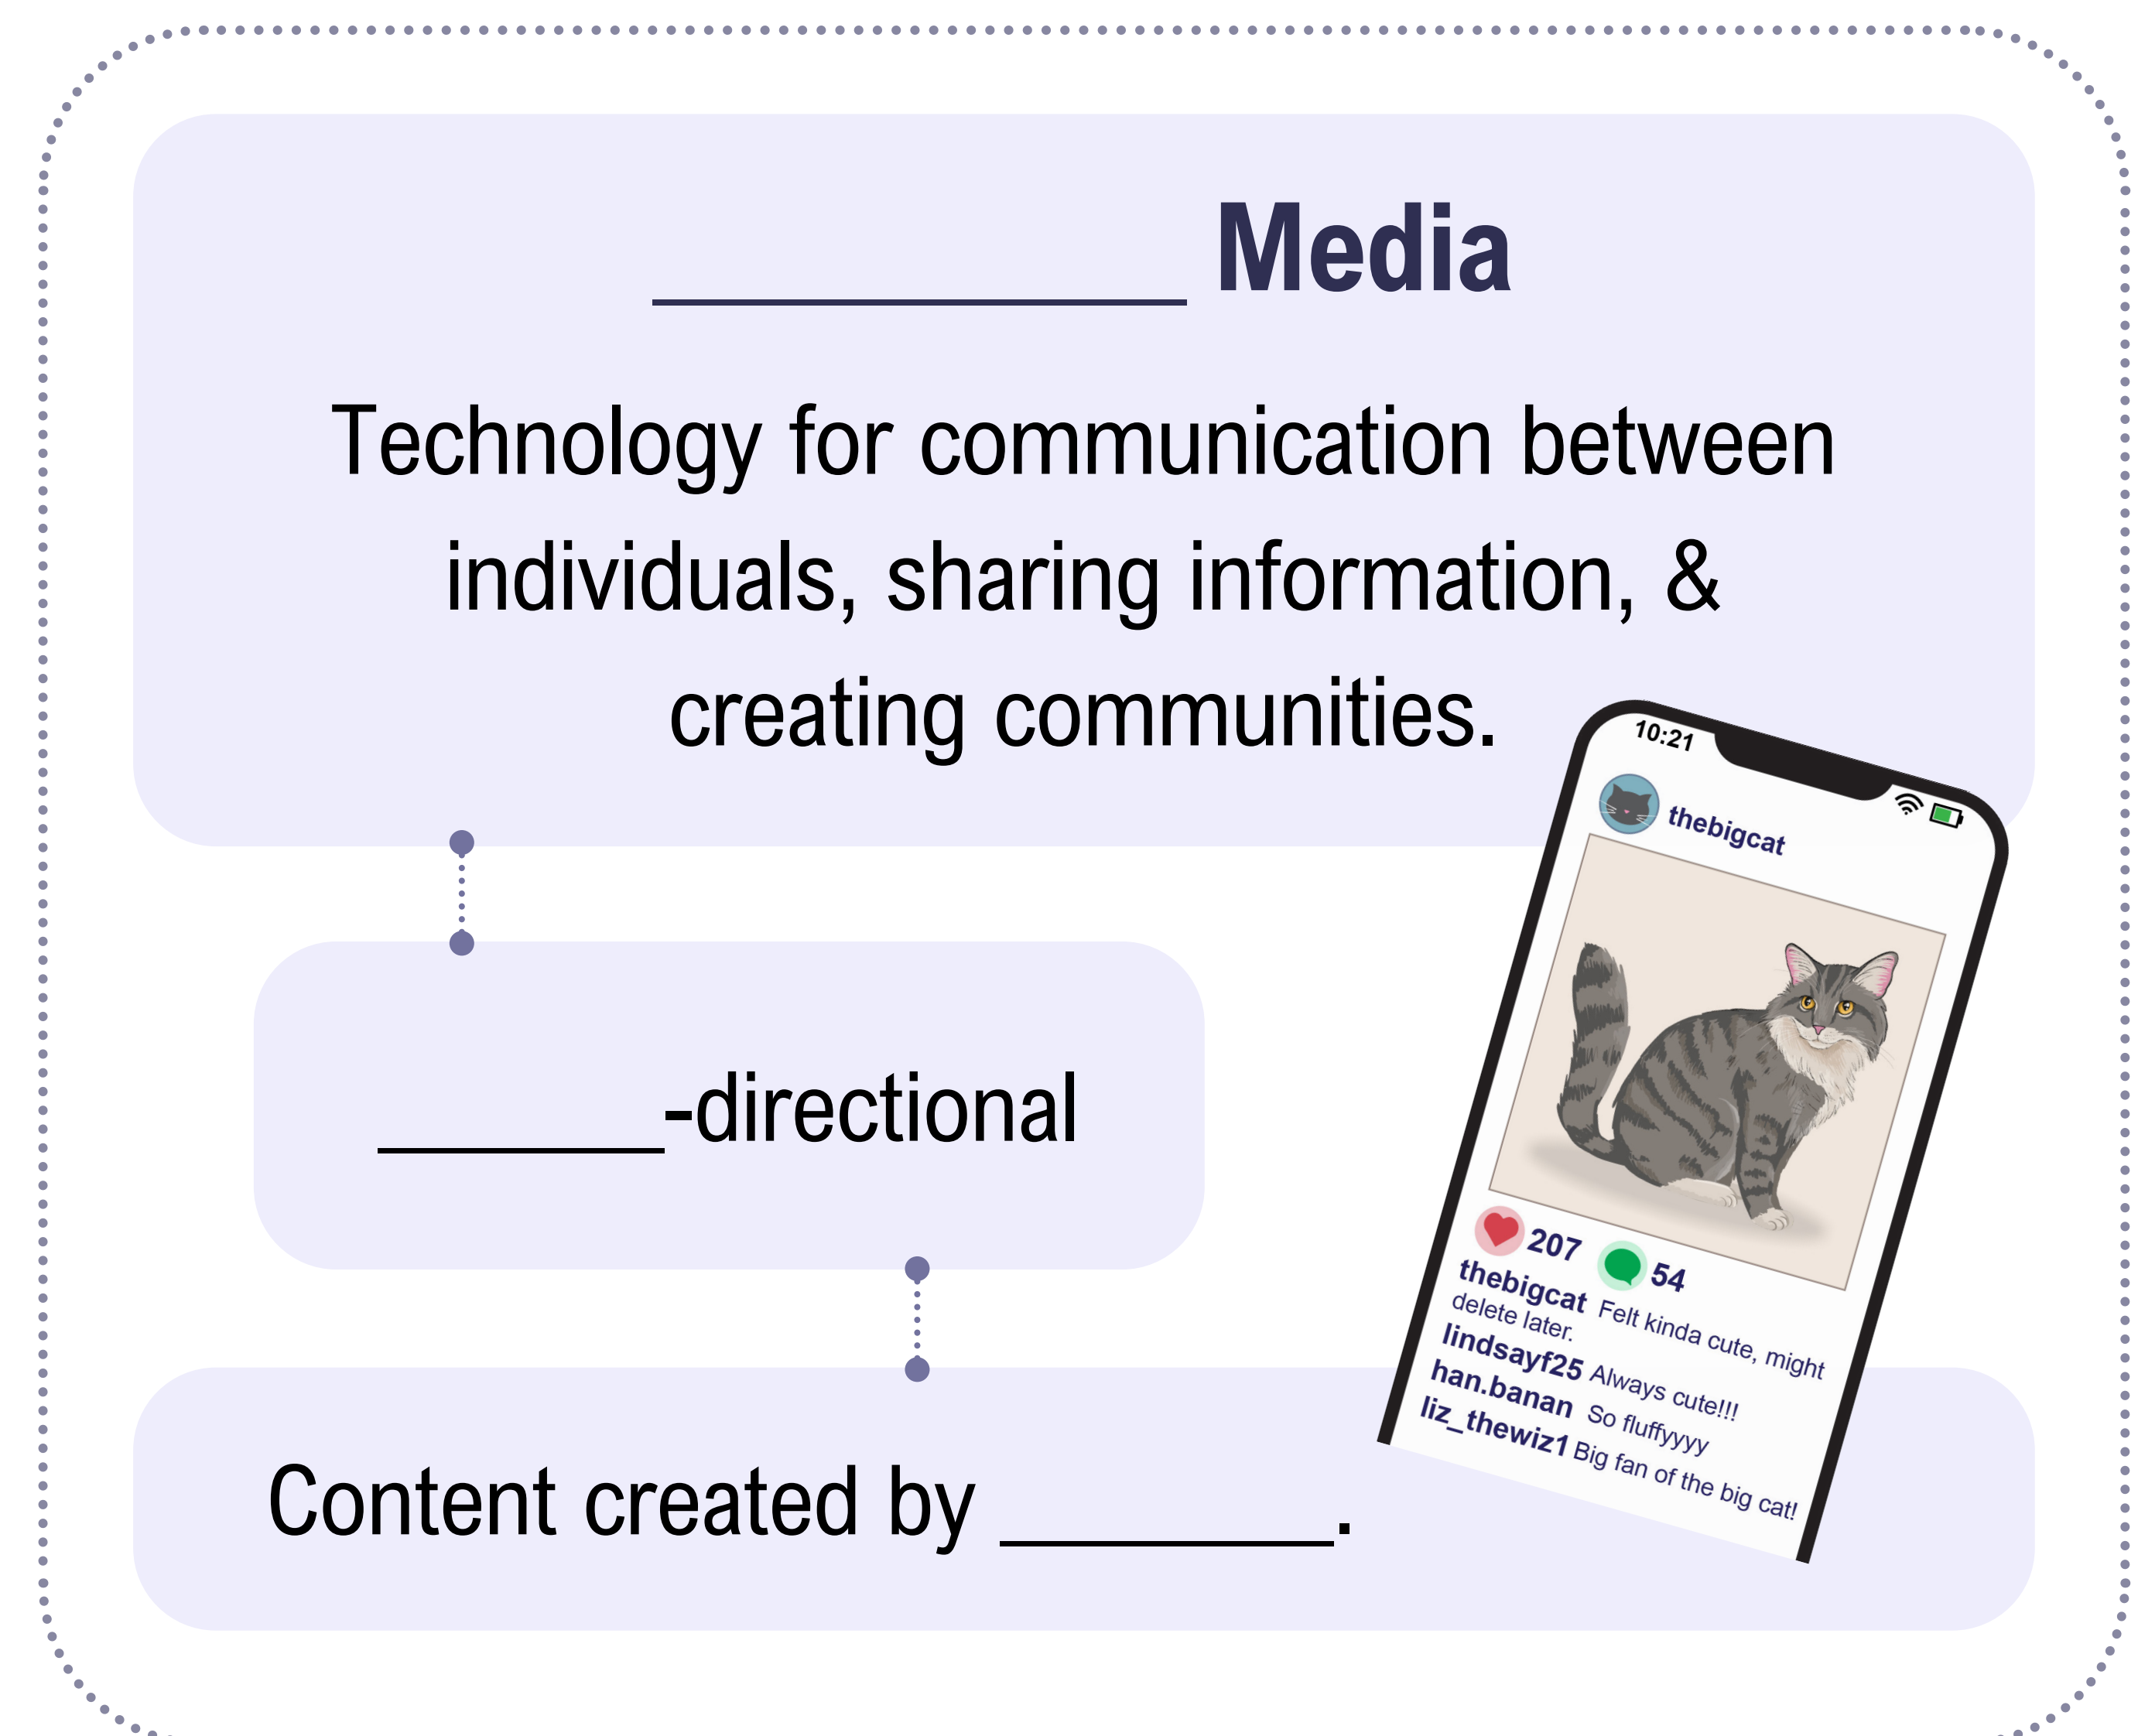 ______________ Media
Technology for communication between
individuals, sharing information, &
creating communities.
10:21
thebigcat
______-directional
207 54
thebigcat Felt kinda cute, might
delete later.
lindsayf25 Always cute!!!
han.banan So fluffyyyy
liz_thewiz1 Big fan of the big cat!
Content created by _______.